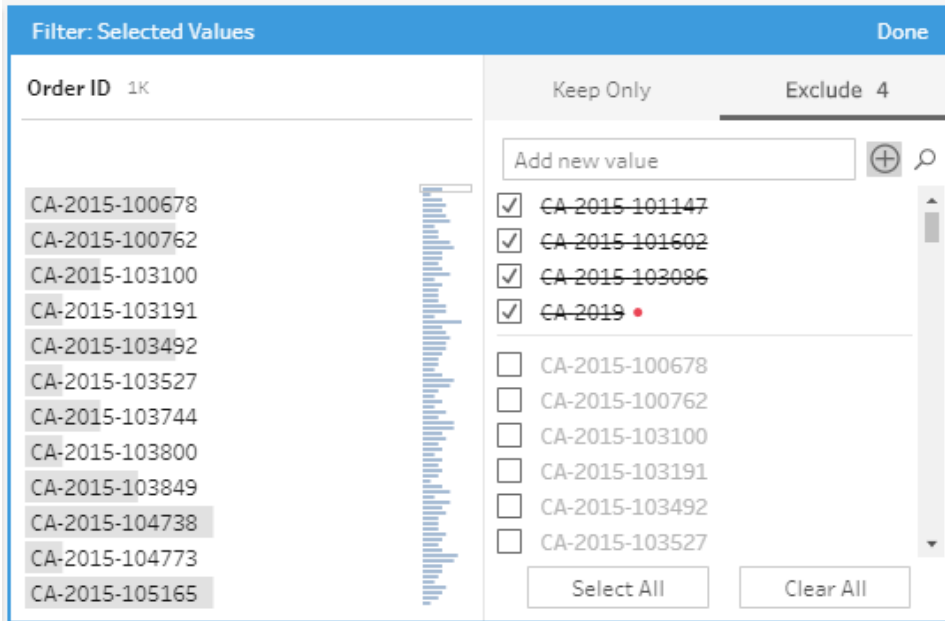 Filter: Selected Values Done
Order ID 1K
CA-2015-100678
CA-2015-100762
CA-2015-103100
CA-2015-103191
CA-2015-103492
CA-2015-103527
CA-2015-103744
CA-2015-103800
CA-2015-103849
CA-2015-104738
CA-2015-104773
CA-2015-105165
Keep Only Exclude 4
Add new value
CA-2015-101147
CA-2015-101602
CA-2015-103086
CA-2019
CA-2015-100678
CA-2015-100762
CA-2015-103100
CA-2015-103191
CA-2015-103492
CA-2015-103527
Select All Clear All